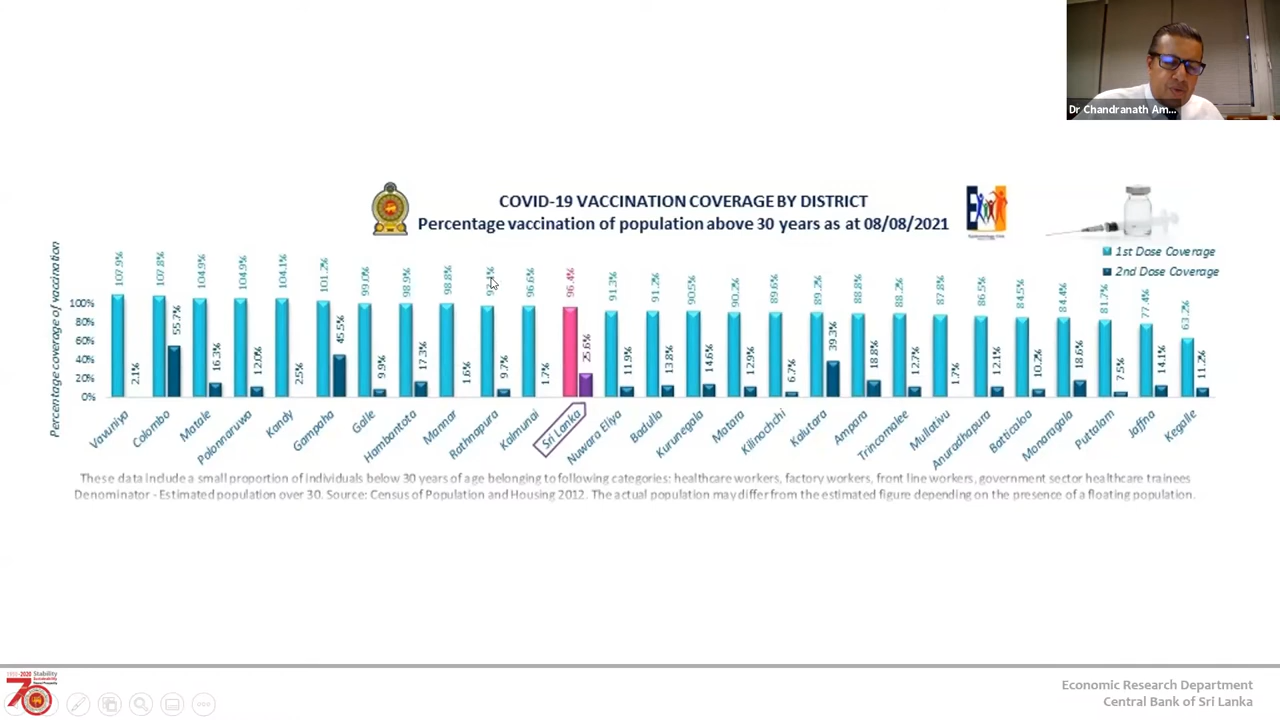 Dr Chandranath Am...
COVID-19 VACCINATION COVERAGE BY DISTRICT
Percentage vaccination of population above 30 years as at 08/08/2021
1st Dose Coverage
2nd Dose Coverage
Percentage coverage of vaccination
100%
80%
60%
40%
20%
0%
107.9% 2.1%
107.8% 55.7%
104.9% 16.3%
104.9% 12.0%
104.1% 2.5%
101.2% 45.5%
99.0% 9.9%
98.9% 17.3%
98.8% 1.6%
9.7%
96.6% 1.7%
96.4% 25.6%
91.3% 11.9%
91.2% 13.8%
90.5% 14.6%
90.2% 12.9%
89.6% 6.7%
89.2% 39.3%
88.8% 18.8%
88.2% 12.7%
87.8% 1.7%
86.5% 12.1%
84.5% 10.2%
84.4% 18.6%
81.7% 7.5%
77.4% 14.1%
63.2% 11.2%
Vavuniya
Colombo
Matale
Polonnaruwa
Kandy
Gampaha
Galle
Hambantota
Mannar
Rathnapura
Kalmunai
Sri Lanka
Nuwara Eliya
Badulla
Kurunegala
Matara
Kilinochchi
Kalutara
Ampara
Trincomalee
Mullativu
Anuradhapura
Batticaloa
Monaragala
Puttalam
Jaffna
Kegalle
These data include a small proportion of individuals below 30 years of age belonging to following categories: healthcare workers, factory workers, front line workers, government sector healthcare trainees
Denominator - Estimated population over 30. Source: Census of Population and Housing 2012. The actual population may differ from the estimated figure depending on the presence of a floating population.
70
Stability
Economic Research Department
Central Bank of Sri Lanka